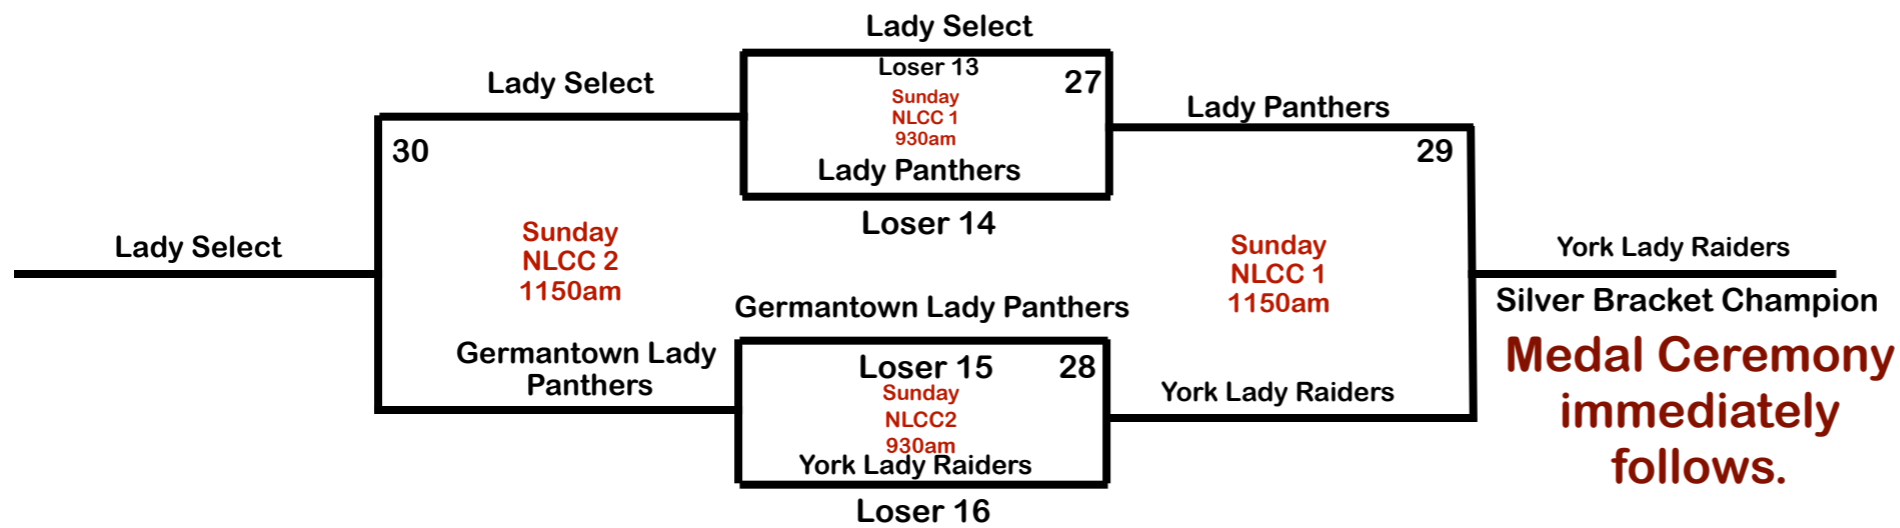 Lady Select
Loser 13
27
Sunday
NLCC 1
930am
Lady Panthers
Loser 14
Lady Select
30
Lady Panthers
29
Lady Select
Sunday
NLCC 2
1150am
Sunday
NLCC 1
1150am
York Lady Raiders
Silver Bracket Champion
Medal Ceremony
immediately
follows.
Germantown Lady Panthers
Loser 15
28
Sunday
NLCC2
930am
York Lady Raiders
Loser 16
Germantown Lady
Panthers
York Lady Raiders